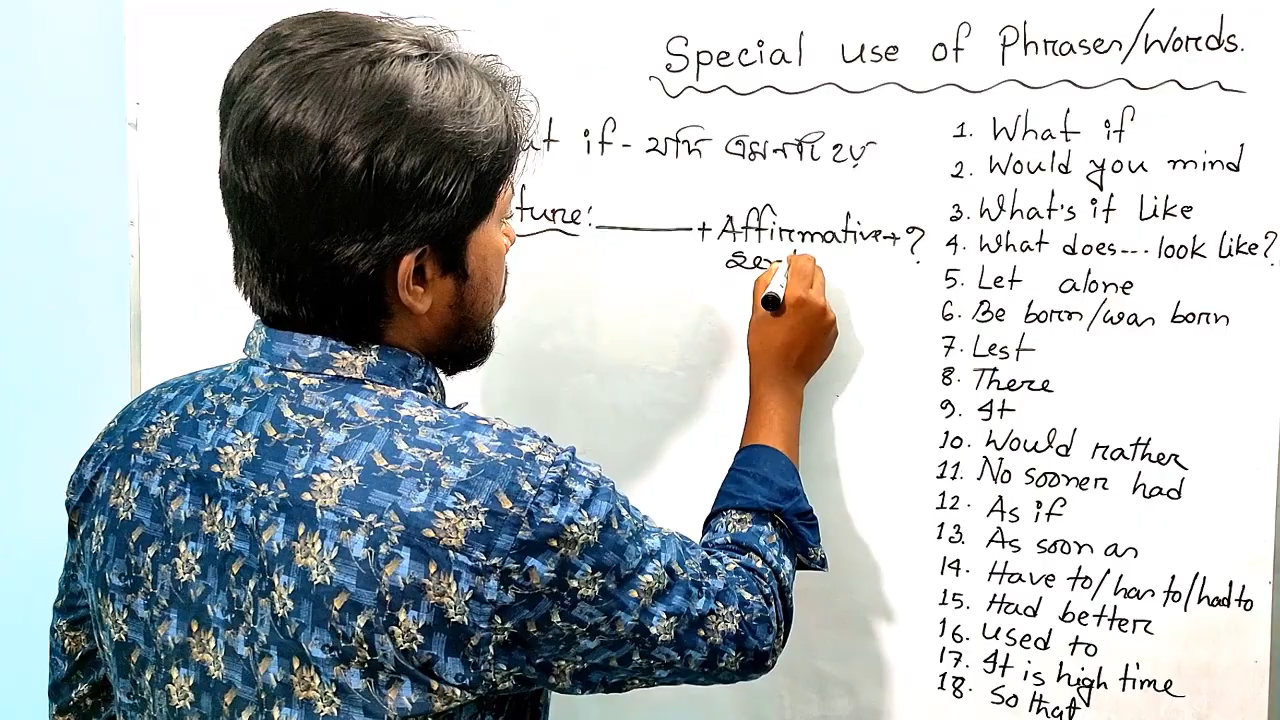 Special use of Phrases/Words.
at if - যদি এমনটি হয়
ture: + Affirmative + ?
Sen
1. What if
2. Would you mind
3. What's it Like
4. What does---look like?
5. Let alone
6. Be born/was born
7. Lest
8. There
9. It
10. Would rather
11. No sooner had
12. As if
13. As soon as
14. Have to/has to/had to
15. Had better
16. used to
17. It is high time
18. So that